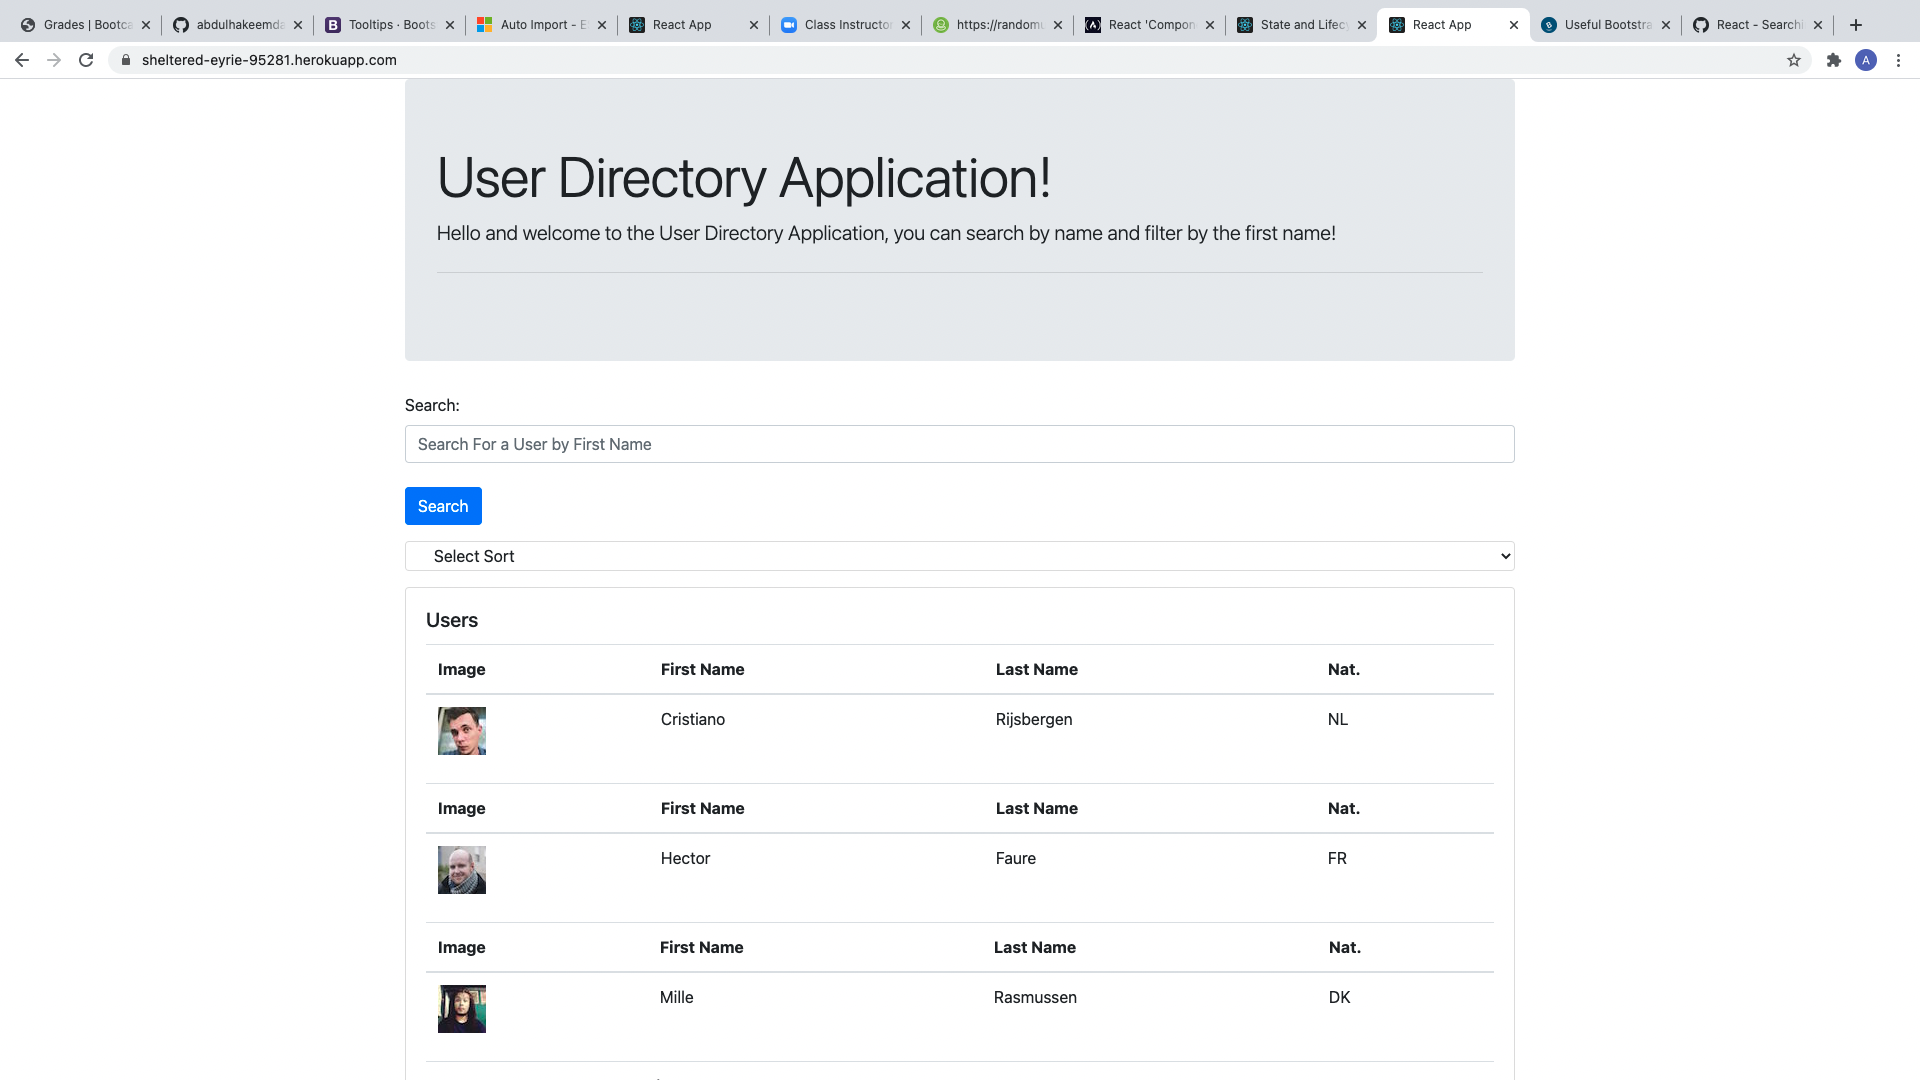 Grades | Bootca
abdulhakeemda
Tooltips · Boots
Auto Import - E
React App
Class Instructor
https://randomu
React 'Compon
State and Lifecy
React App
Useful Bootstra
React - Searchi
sheltered-eyrie-95281.herokuapp.com
A
User Directory Application!
Hello and welcome to the User Directory Application, you can search by name and filter by the first name!
Search:
Search For a User by First Name
Search
Select Sort
Users
Image First Name Last Name Nat.
Cristiano Rijsbergen NL
Image First Name Last Name Nat.
Hector Faure FR
Image First Name Last Name Nat.
Mille Rasmussen DK